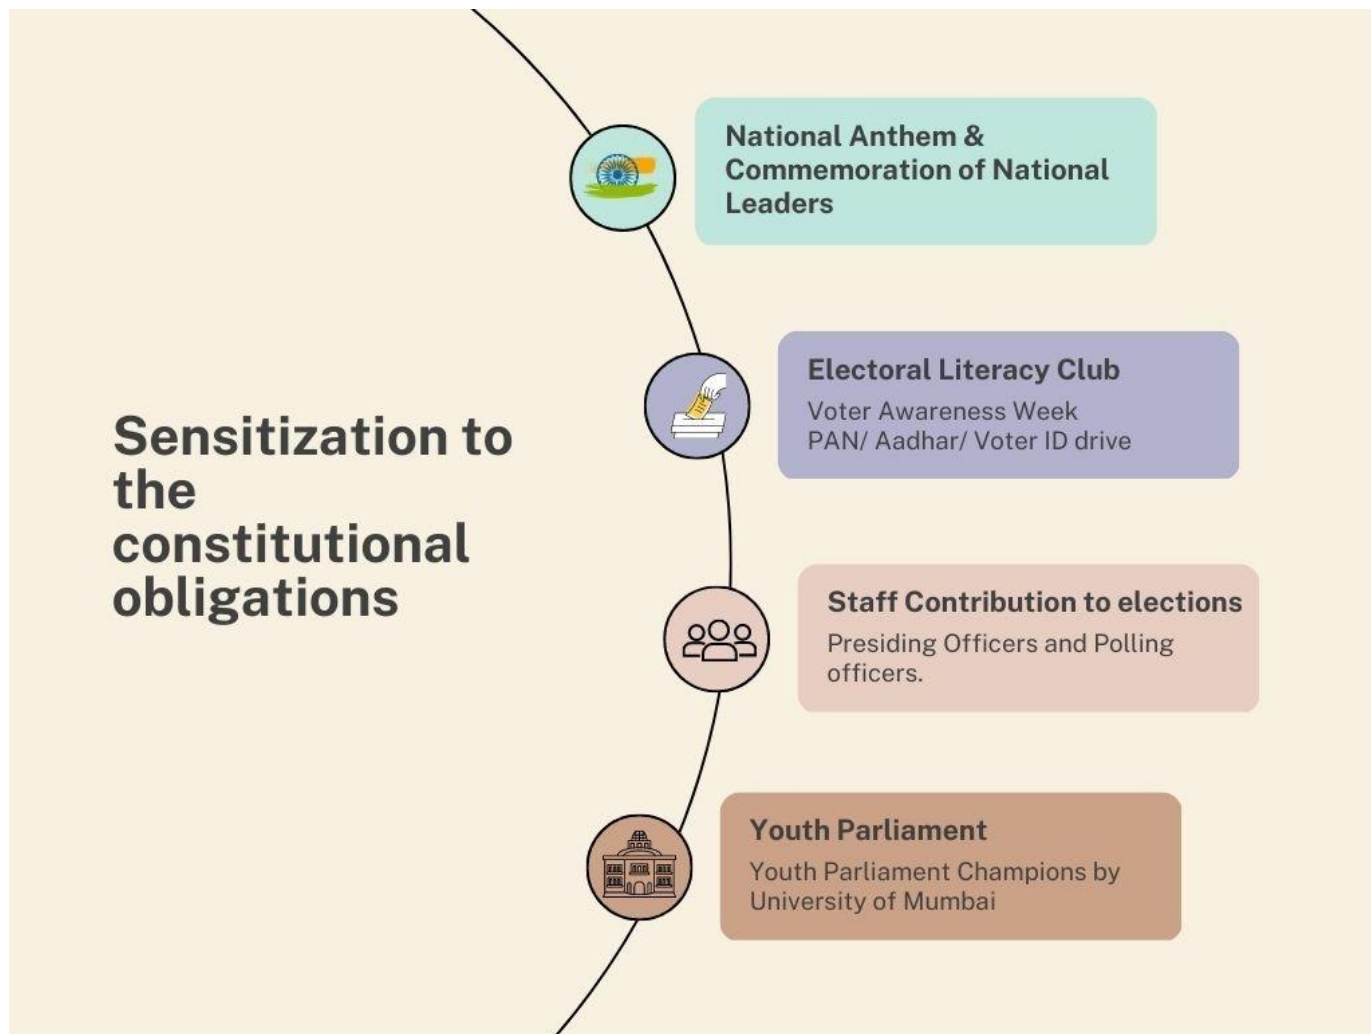 Sensitization to
the
constitutional
obligations
National Anthem &
Commemoration of National
Leaders
Electoral Literacy Club
Voter Awareness Week
PAN/ Aadhar/ Voter ID drive
Staff Contribution to elections
Presiding Officers and Polling
officers.
Youth Parliament
Youth Parliament Champions by
University of Mumbai